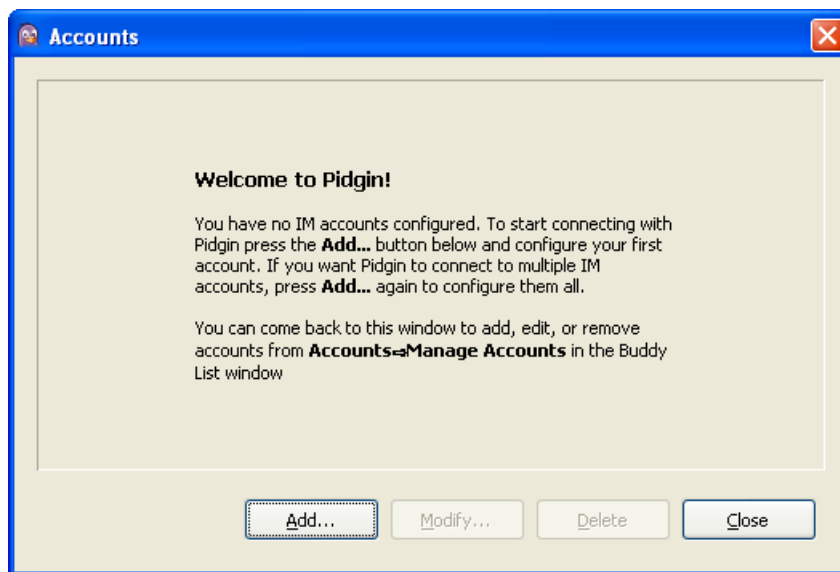 Accounts
Welcome to Pidgin!
You have no IM accounts configured. To start connecting with
Pidgin press the Add... button below and configure your first
account. If you want Pidgin to connect to multiple IM
accounts, press Add... again to configure them all.
You can come back to this window to add, edit, or remove
accounts from Accounts⇨Manage Accounts in the Buddy
List window
Add... Modify... Delete Close